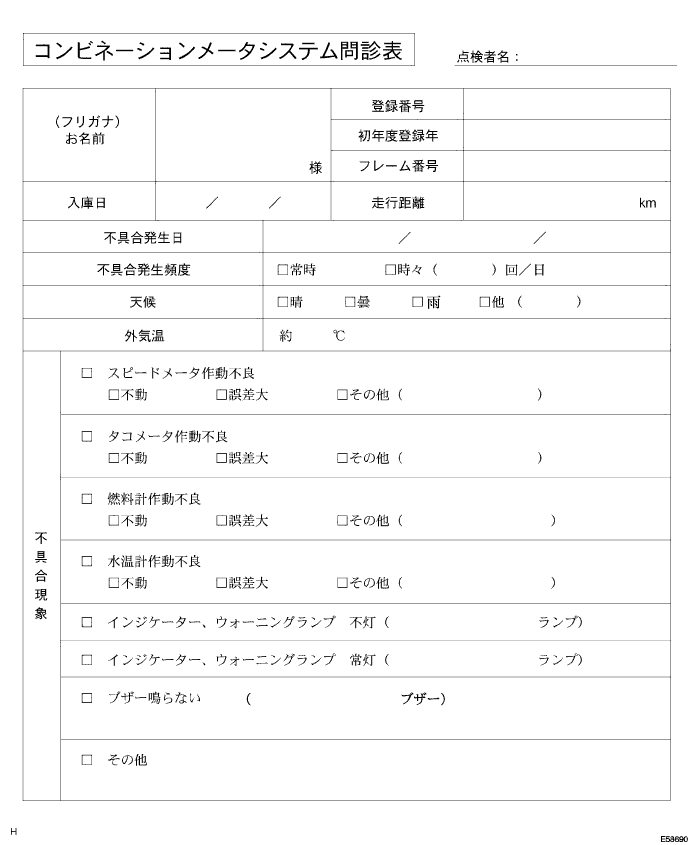 コンビネーションメータシステム問診表
点検者名：
（フリガナ）
お名前
様
登録番号
初年度登録年
フレーム番号
入庫日 ／ ／ 走行距離 km
不具合発生日 ／ ／
不具合発生頻度 □常時 □時々（ ）回／日
天候 □晴 □曇 □雨 □他（ ）
外気温 約 ℃
不具合現象
□ スピードメータ作動不良
□不動 □誤差大 □その他（ ）
□ タコメータ作動不良
□不動 □誤差大 □その他（ ）
□ 燃料計作動不良
□不動 □誤差大 □その他（ ）
□ 水温計作動不良
□不動 □誤差大 □その他（ ）
□ インジケーター、ウォーニングランプ 不灯（ ランプ）
□ インジケーター、ウォーニングランプ 常灯（ ランプ）
□ ブザー鳴らない （ ブザー）
□ その他
H
E58690